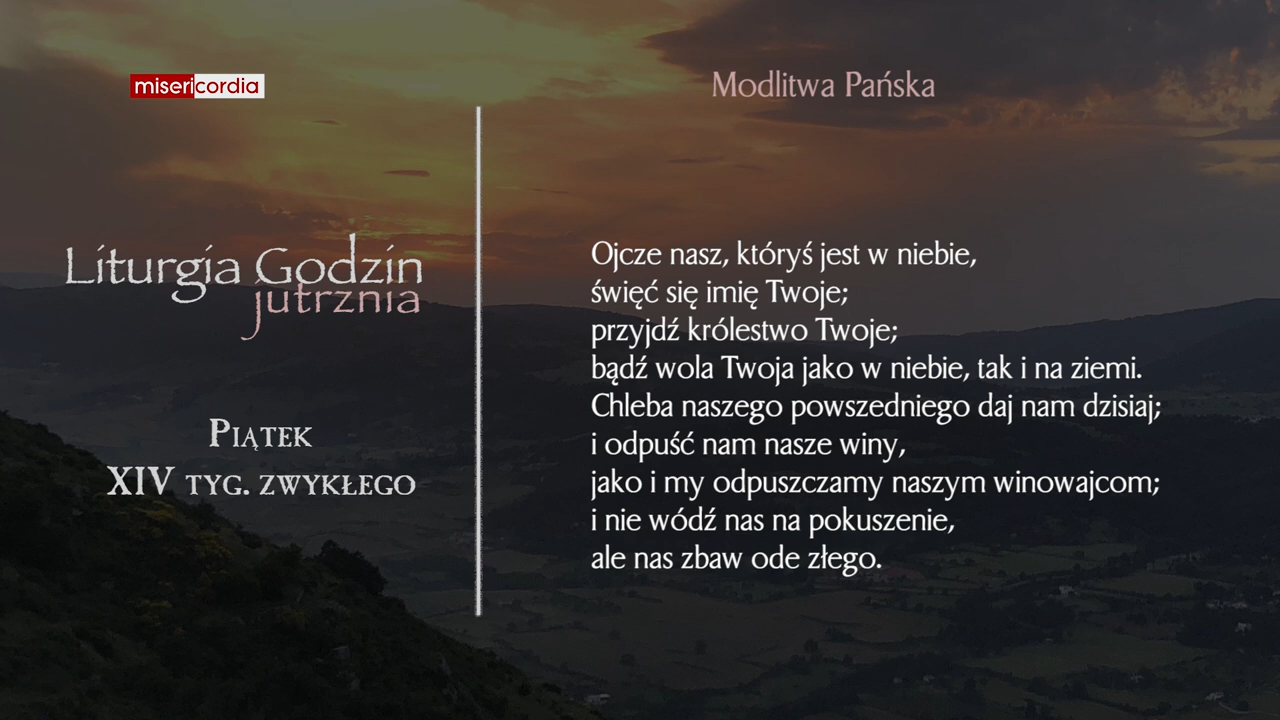 misericordia
Liturgia Godzin
jutrznia
Piątek
XIV tyg. zwykłego
Modlitwa Pańska
Ojcze nasz, któryś jest w niebie,
święć się imię Twoje;
przyjdź królestwo Twoje;
bądź wola Twoja jako w niebie, tak i na ziemi.
Chleba naszego powszedniego daj nam dzisiaj;
i odpuść nam nasze winy,
jako i my odpuszczamy naszym winowajcom;
i nie wódź nas na pokuszenie,
ale nas zbaw ode złego.